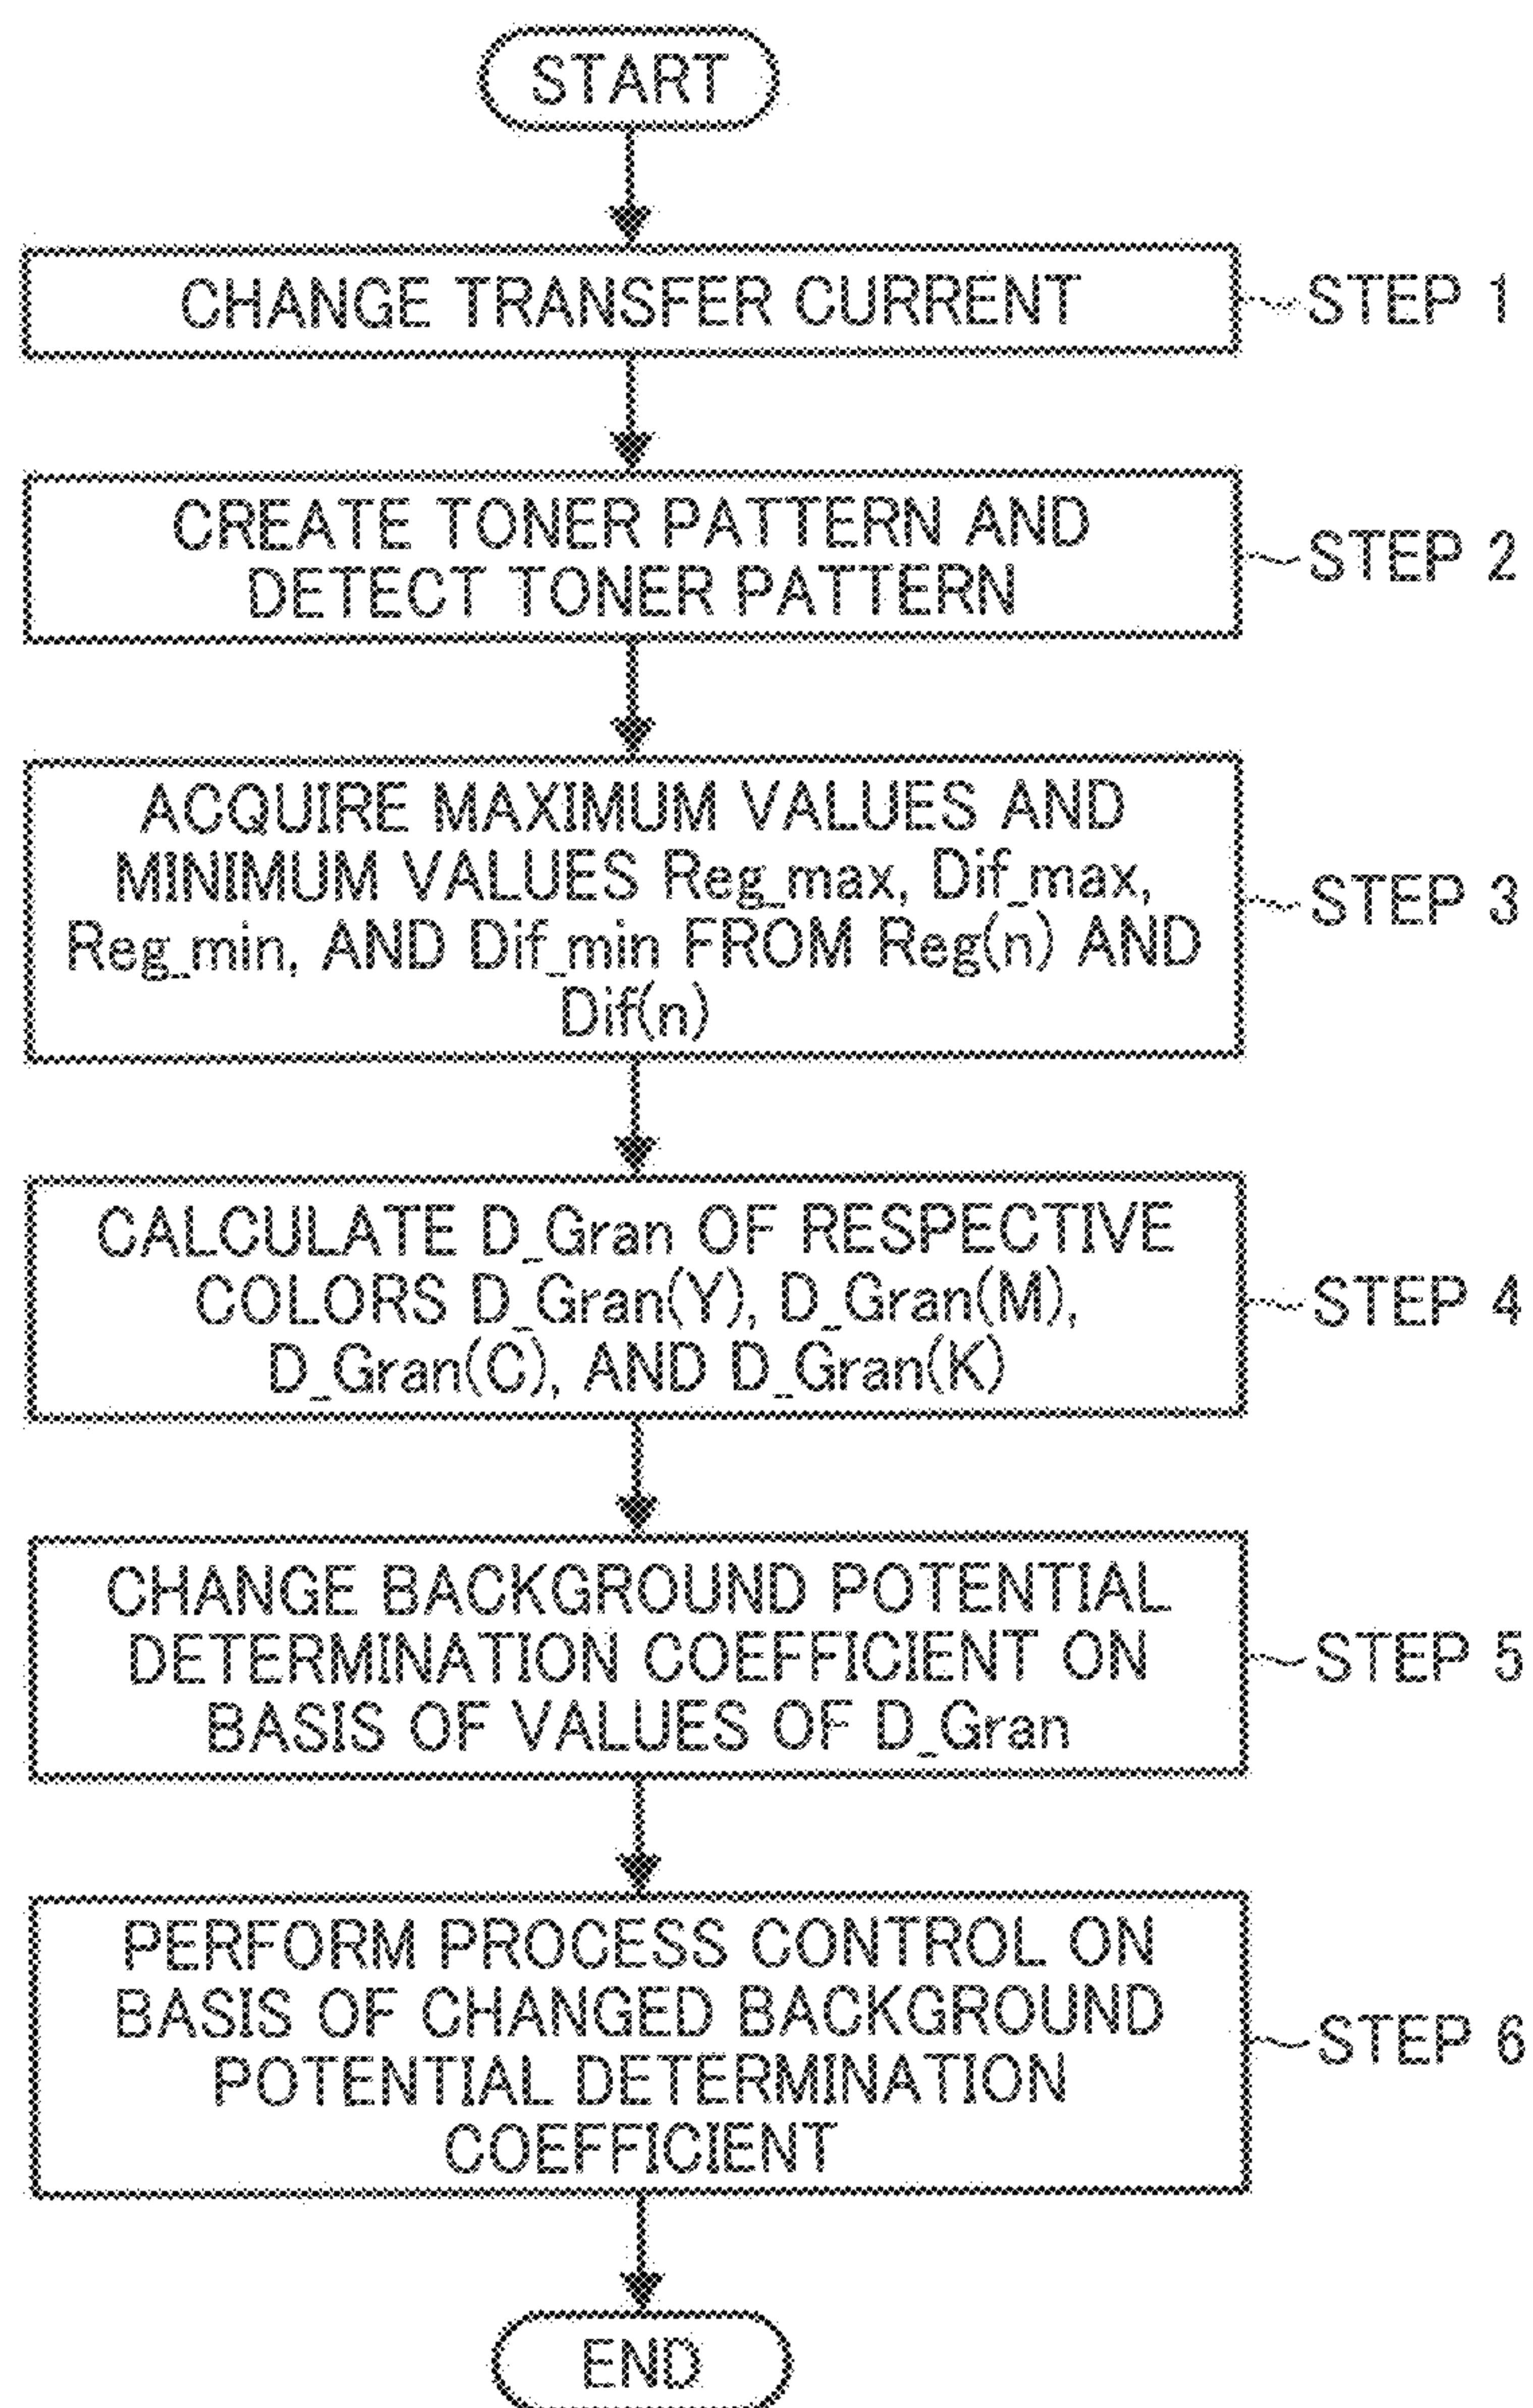 START
CHANGE TRANSFER CURRENT
STEP 1
CREATE TONER PATTERN AND
DETECT TONER PATTERN
STEP 2
ACQUIRE MAXIMUM VALUES AND
MINIMUM VALUES Reg_max, Dif_max,
Reg_min, AND Dif_min FROM Reg(n) AND
Dif(n)
STEP 3
CALCULATE D_Gran OF RESPECTIVE
COLORS D_Gran(Y), D_Gran(M),
D_Gran(C), AND D_Gran(K)
STEP 4
CHANGE BACKGROUND POTENTIAL
DETERMINATION COEFFICIENT ON
BASIS OF VALUES OF D_Gran
STEP 5
PERFORM PROCESS CONTROL ON
BASIS OF CHANGED BACKGROUND
POTENTIAL DETERMINATION
COEFFICIENT
STEP 6
END